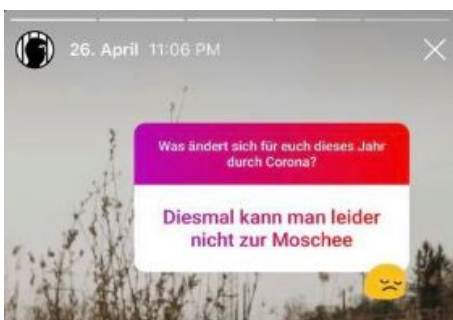 26. April 11:06 PM
Was ändert sich für euch dieses Jahr
durch Corona?
Diesmal kann man leider
nicht zur Moschee